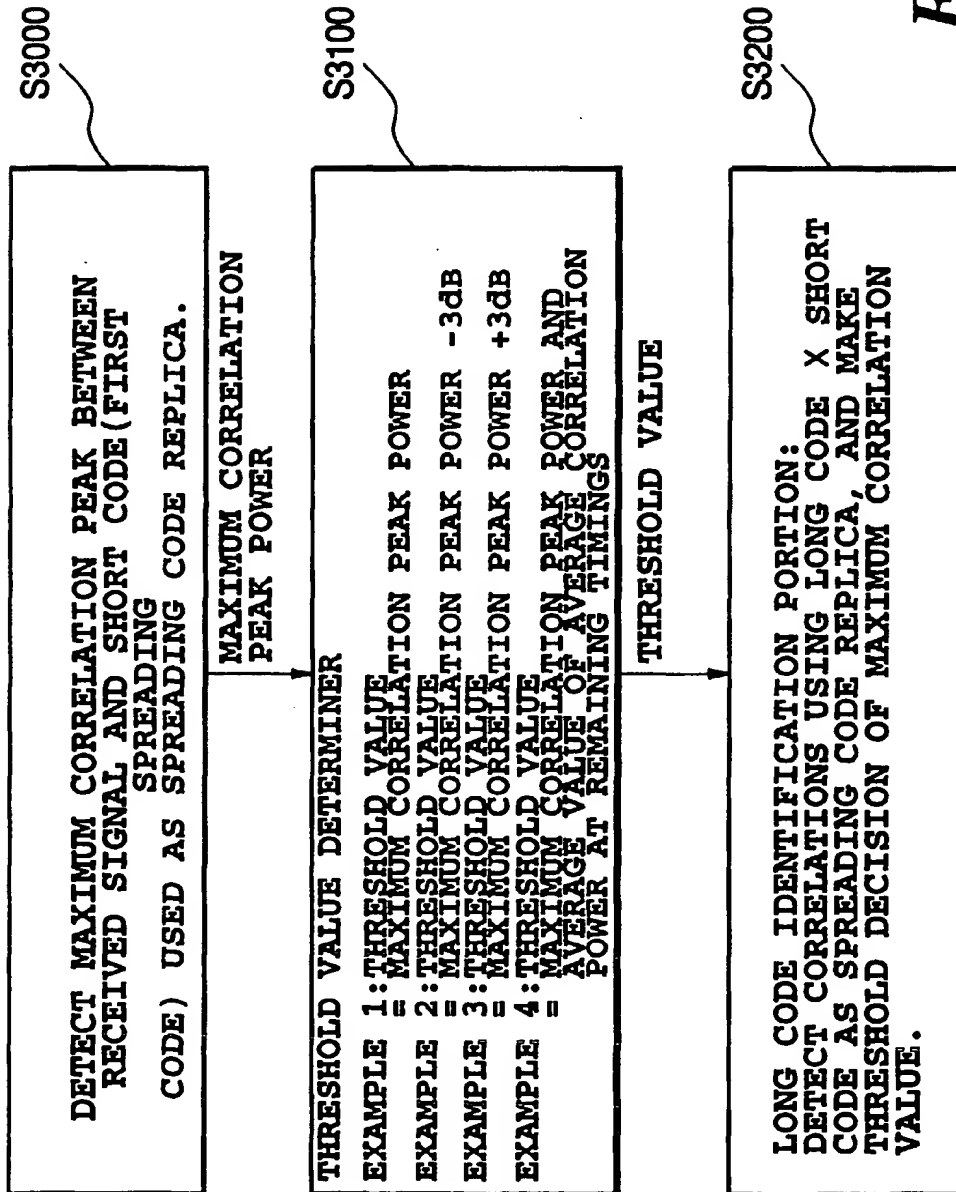 S3000
DETECT MAXIMUM CORRELATION PEAK BETWEEN
RECEIVED SIGNAL AND SHORT CODE(FIRST
SPREADING
CODE) USED AS SPREADING CODE REPLICA.
MAXIMUM CORRELATION
PEAK POWER
S3100
THRESHOLD VALUE DETERMINER
EXAMPLE 1:THRESHOLD VALUE
=MAXIMUM CORRELATION PEAK POWER
EXAMPLE 2:THRESHOLD VALUE
=MAXIMUM CORRELATION PEAK POWER -3dB
EXAMPLE 3:THRESHOLD VALUE
=MAXIMUM CORRELATION PEAK POWER +3dB
EXAMPLE 4:THRESHOLD VALUE
=MAXIMUM CORRELATION PEAK POWER AND
AVERAGE VALUE OF AVERAGE CORRELATION
POWER AT REMAINING TIMINGS
THRESHOLD VALUE
S3200
LONG CODE IDENTIFICATION PORTION:
DETECT CORRELATIONS USING LONG CODE X SHORT
CODE AS SPREADING CODE REPLICA, AND MAKE
THRESHOLD DECISION OF MAXIMUM CORRELATION
VALUE.